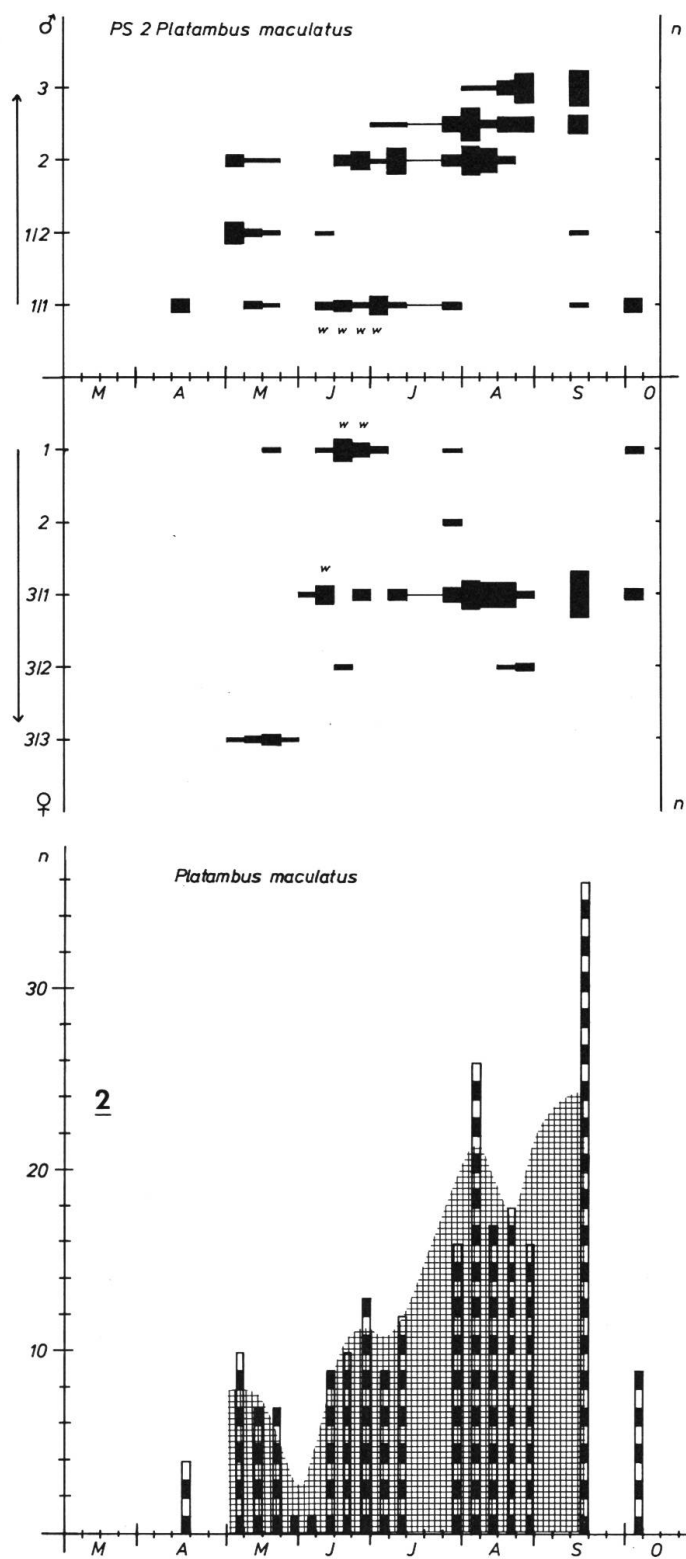 ♂ PS 2 Platambus maculatus n
3
2
1/2
1/1
w w w w
M A M J J A S O
w w
1
2
w
3/1
3/2
3/3
♀ n
n
Platambus maculatus
30
2
20
10
M A M J J A S O